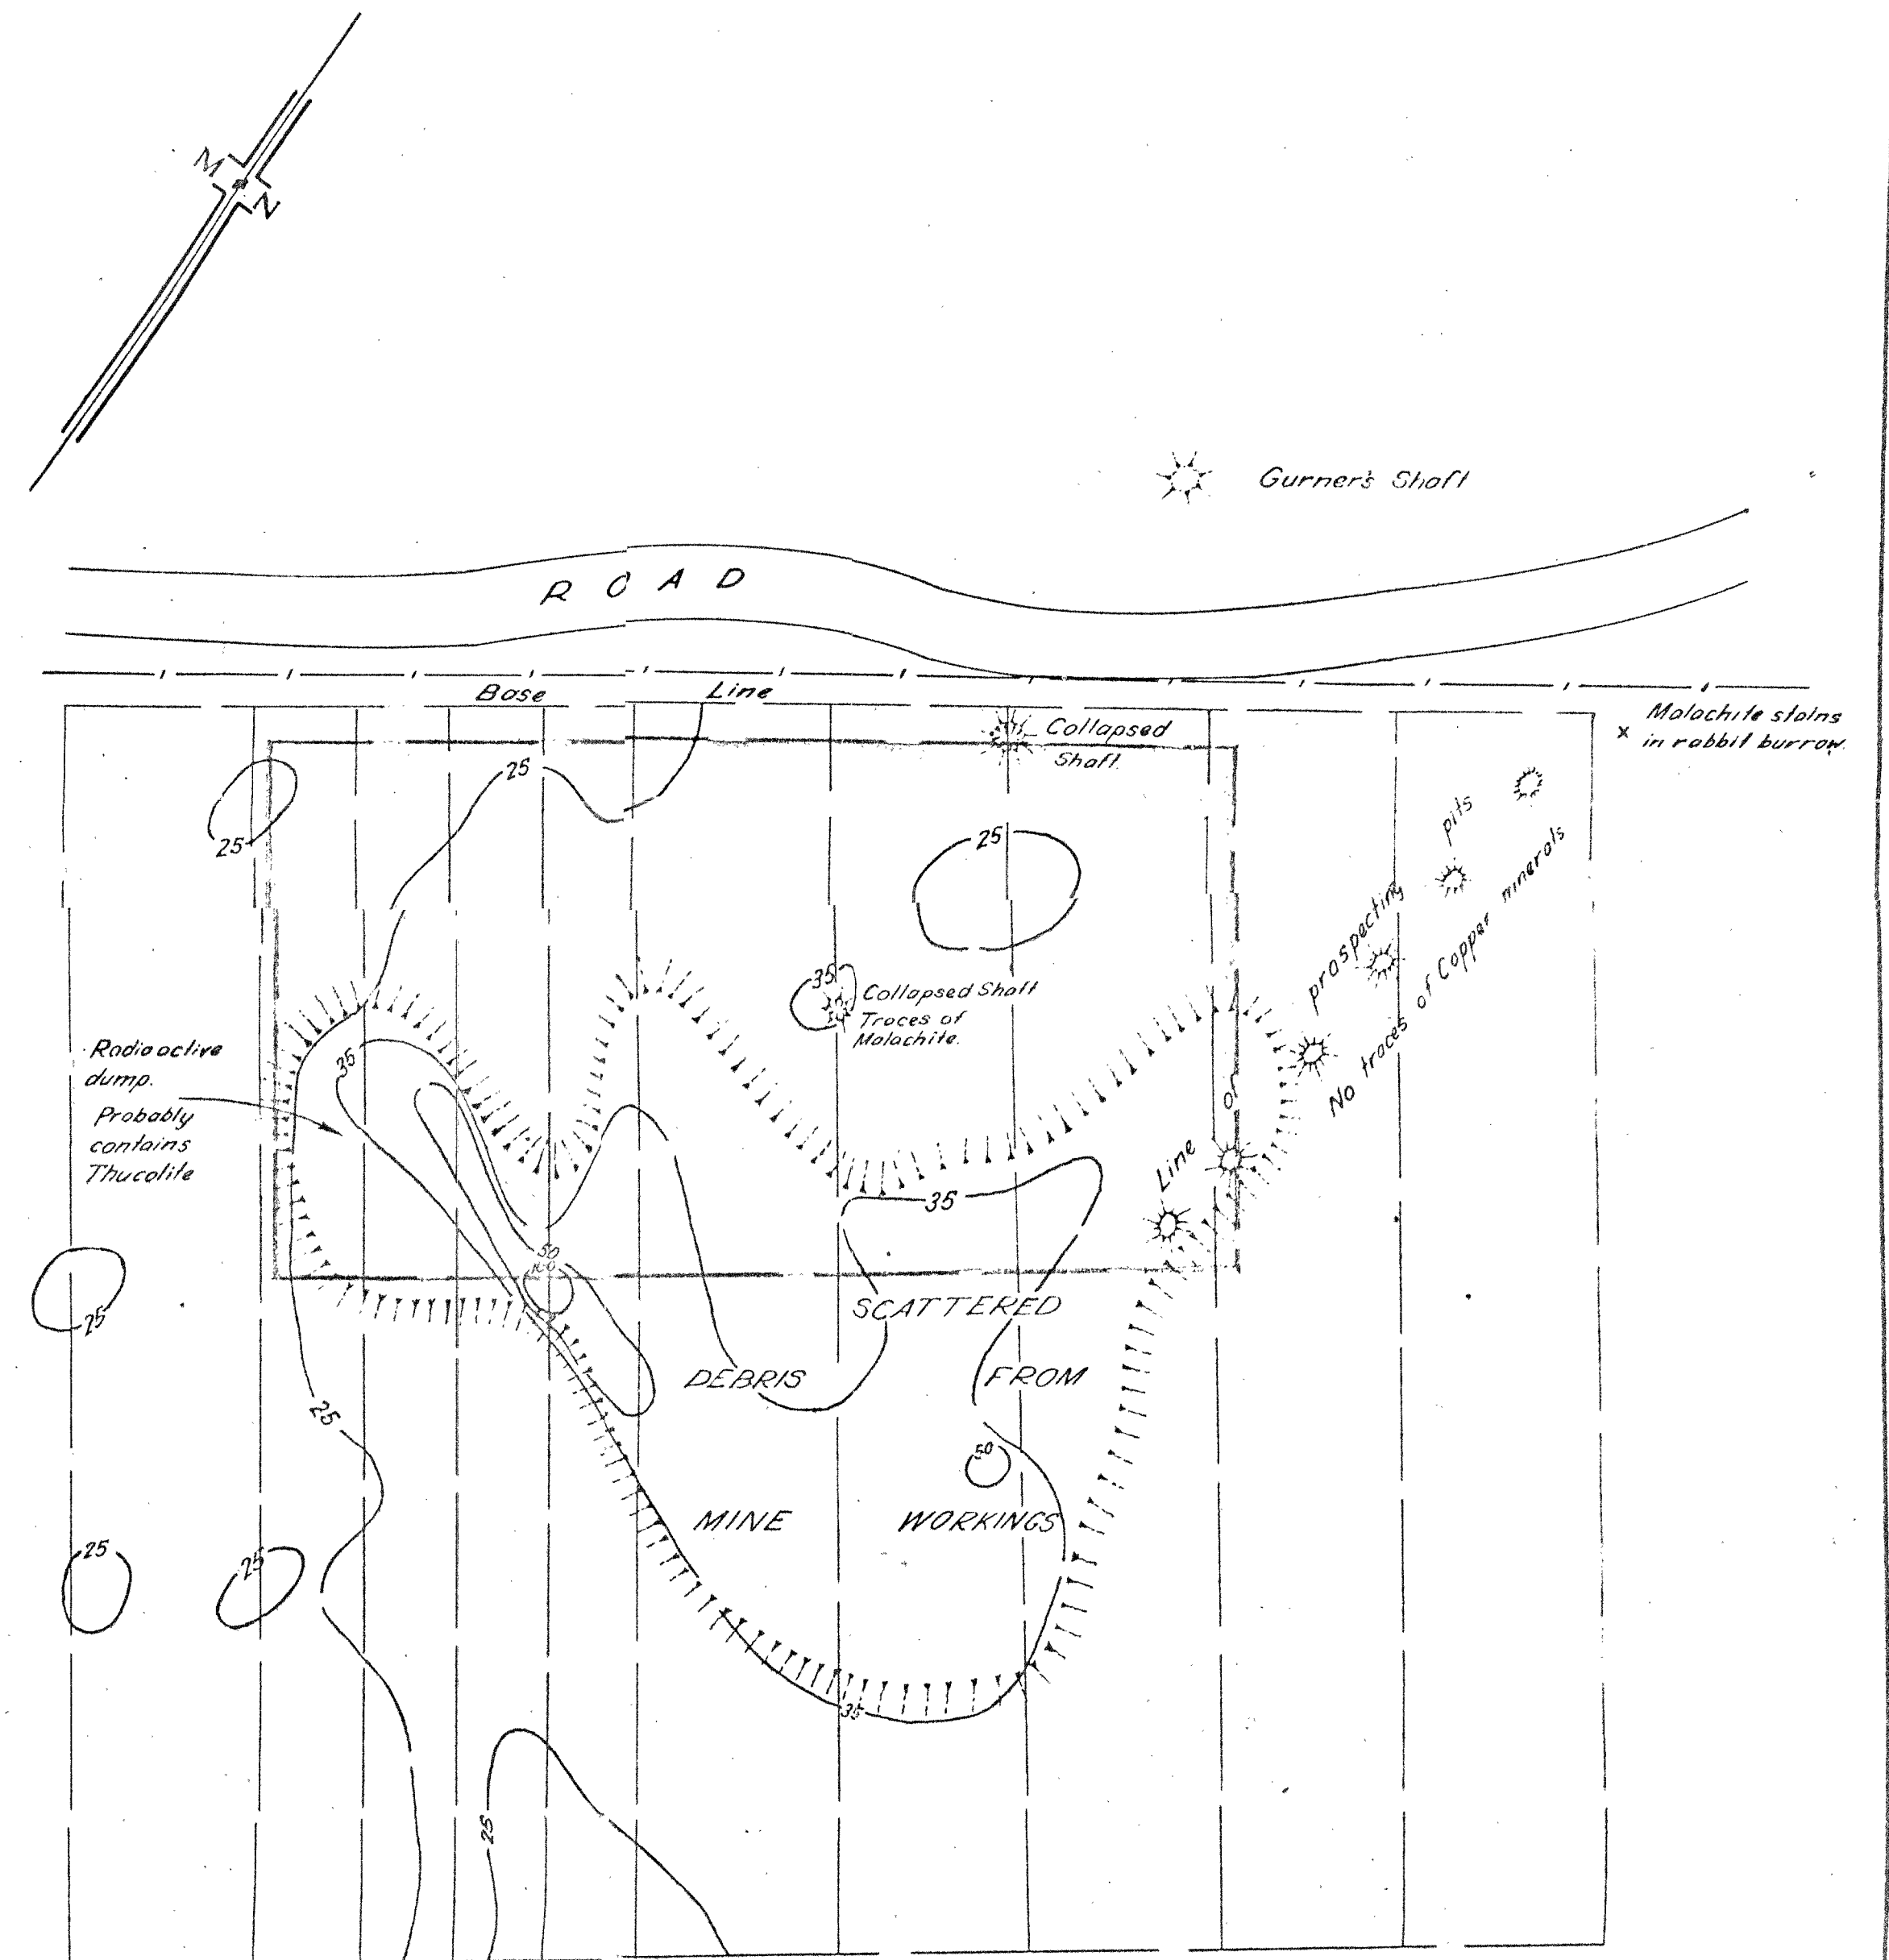 M
N
Gurner's Shaft
ROAD
Base Line
Collapsed
Shaft.
Malachite stains
x in rabbit burrow.
25
25
25
35
Collapsed Shaft
Traces of
Malachite.
Line of prospecting pits
No traces of Copper minerals
Radioactive
dump.
Probably
contains
Thucolite
35
35
50
100
25
SCATTERED
DEBRIS FROM
25
50
MINE WORKINGS
25
25
35
25